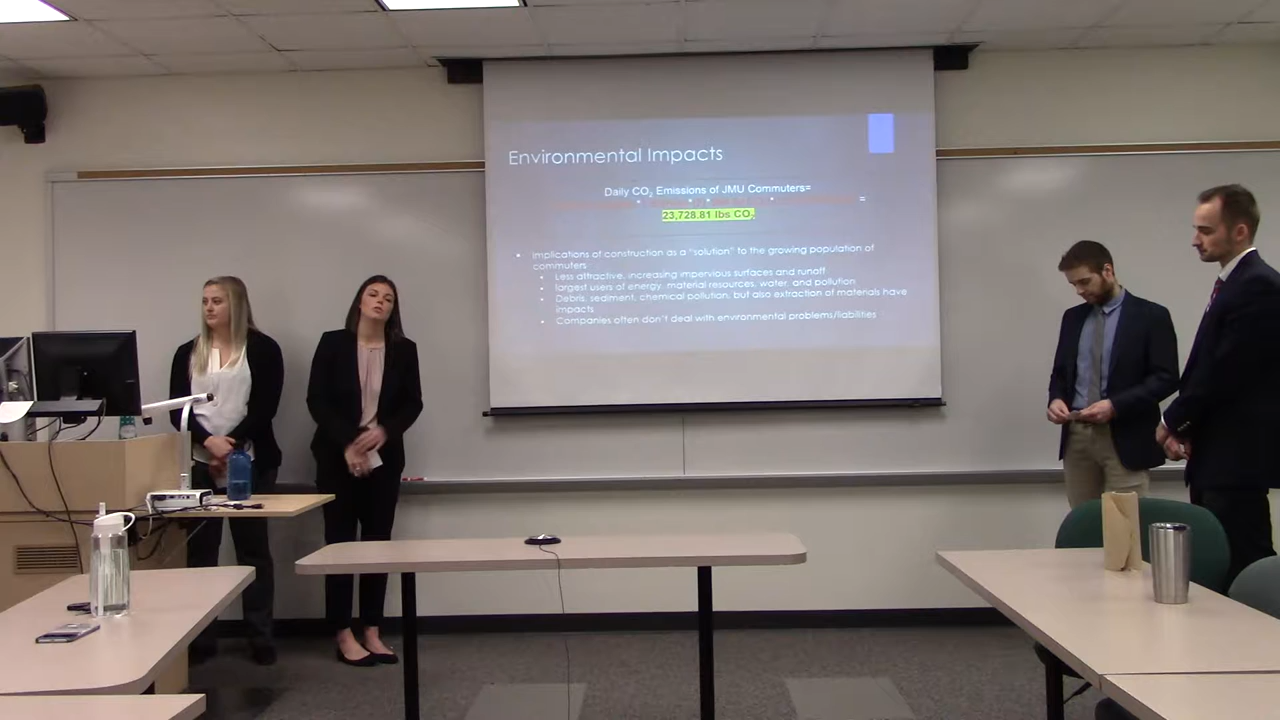 Environmental Impacts
Daily CO₂ Emissions of JMU Commuters=
=
23,728.81 lbs CO₂
Implications of construction as a "solution" to the growing population of
commuters
Less attractive, increasing impervious surfaces and runoff
largest users of energy, material resources, water, and pollution
Debris, sediment, chemical pollution, but also extraction of materials have
impacts
Companies often don't deal with environmental problems/liabilities